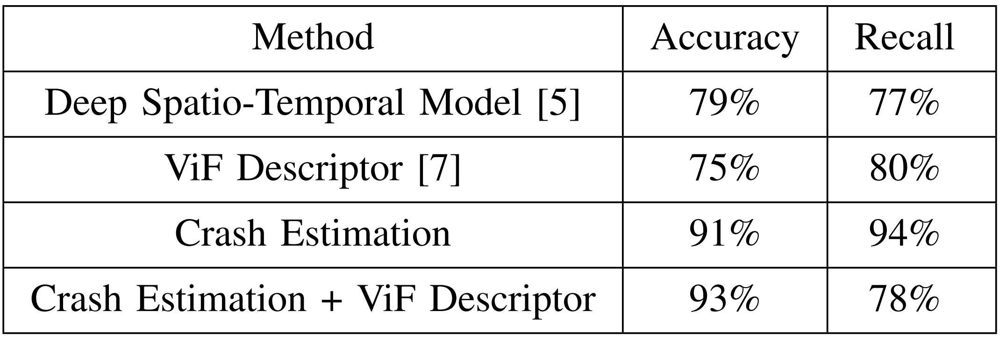 Method Accuracy Recall
Deep Spatio-Temporal Model [5] 79% 77%
ViF Descriptor [7] 75% 80%
Crash Estimation 91% 94%
Crash Estimation + ViF Descriptor 93% 78%